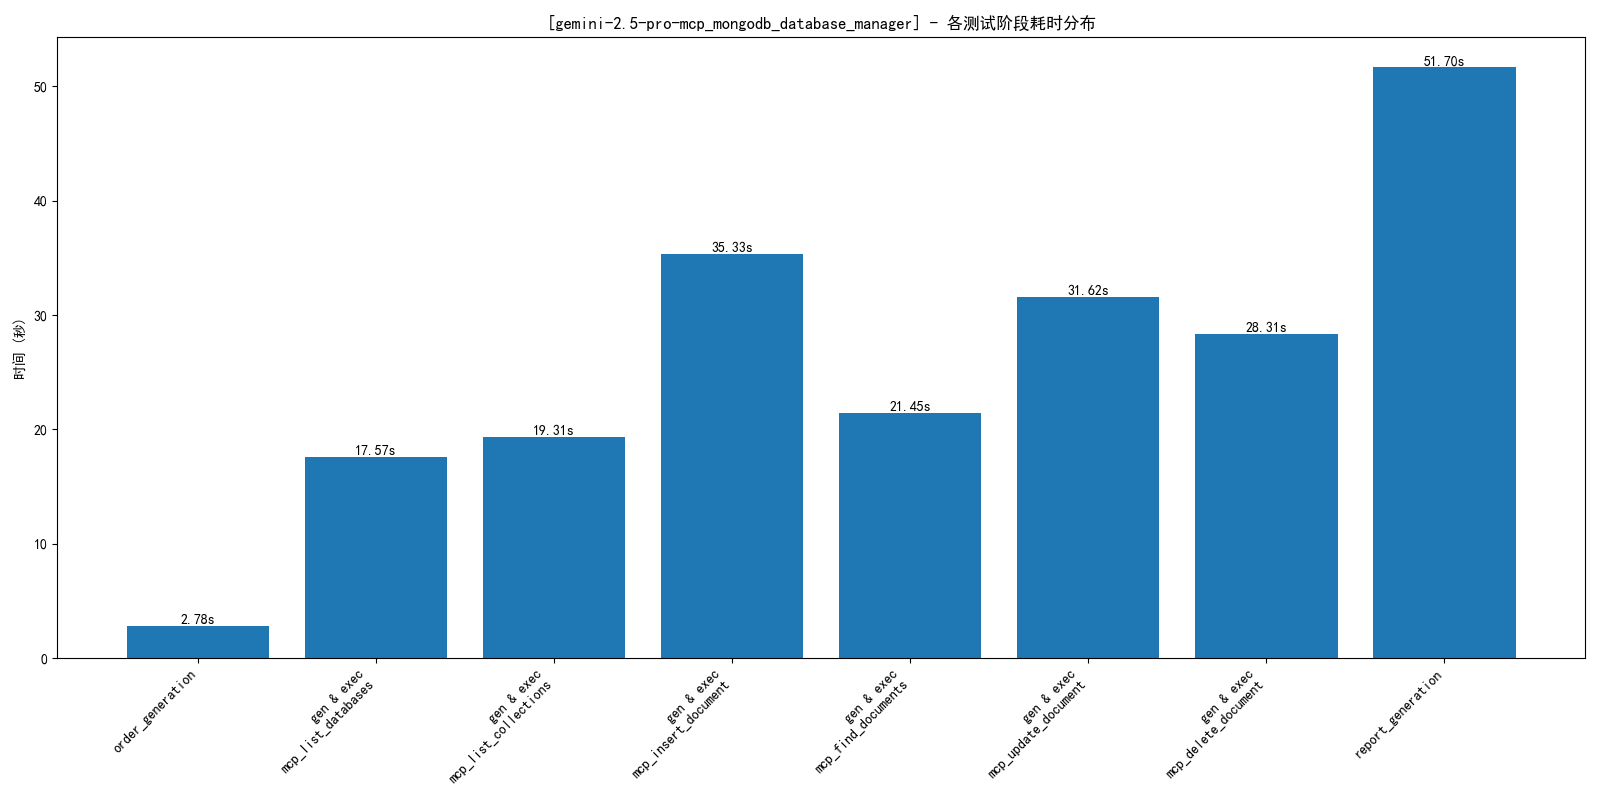 [gemini-2.5-pro-mcp_mongodb_database_manager] - 各测试阶段耗时分布
时间 (秒)
50
40
30
20
10
0
2.78s
17.57s
19.31s
35.33s
21.45s
31.62s
28.31s
51.70s
order_generation
gen & exec
mcp_list_databases
gen & exec
mcp_list_collections
gen & exec
mcp_insert_document
gen & exec
mcp_find_documents
gen & exec
mcp_update_document
gen & exec
mcp_delete_document
report_generation